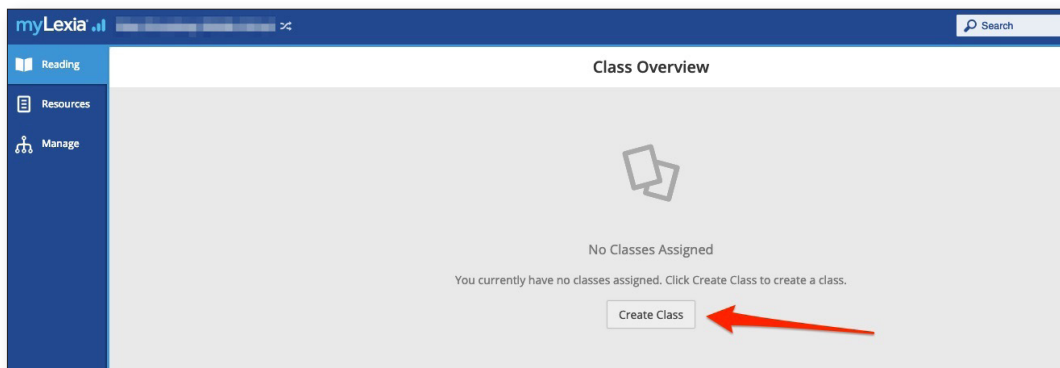 myLexia
Search
Reading
Class Overview
Resources
Manage
No Classes Assigned
You currently have no classes assigned. Click Create Class to create a class.
Create Class